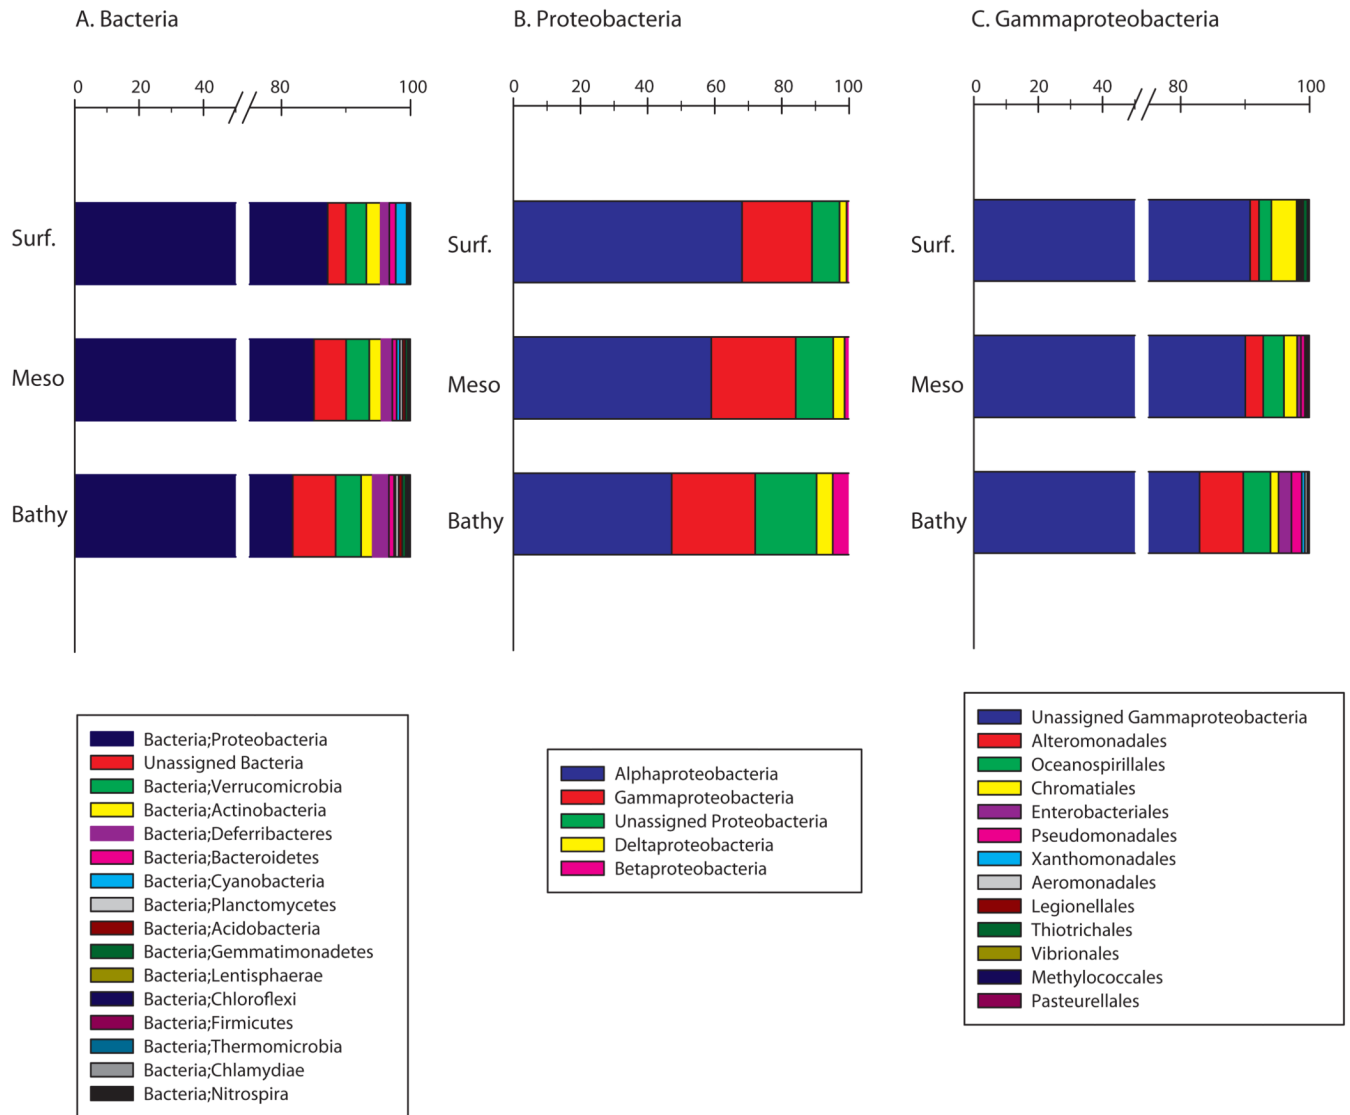 A. Bacteria
0 20 40 80 100
Surf.
Meso
Bathy
Bacteria;Proteobacteria
Unassigned Bacteria
Bacteria;Verrucomicrobia
Bacteria;Actinobacteria
Bacteria;Deferribacteres
Bacteria;Bacteroidetes
Bacteria;Cyanobacteria
Bacteria;Planctomycetes
Bacteria;Acidobacteria
Bacteria;Gemmatimonadetes
Bacteria;Lentisphaerae
Bacteria;Chloroflexi
Bacteria;Firmicutes
Bacteria;Thermomicrobia
Bacteria;Chlamydiae
Bacteria;Nitrospira
B. Proteobacteria
0 20 40 60 80 100
Surf.
Meso
Bathy
Alphaproteobacteria
Gammaproteobacteria
Unassigned Proteobacteria
Deltaproteobacteria
Betaproteobacteria
C. Gammaproteobacteria
0 20 40 80 100
Surf.
Meso
Bathy
Unassigned Gammaproteobacteria
Alteromonadales
Oceanospirillales
Chromatiales
Enterobacteriales
Pseudomonadales
Xanthomonadales
Aeromonadales
Legionellales
Thiotrichales
Vibrionales
Methylococcales
Pasteurellales